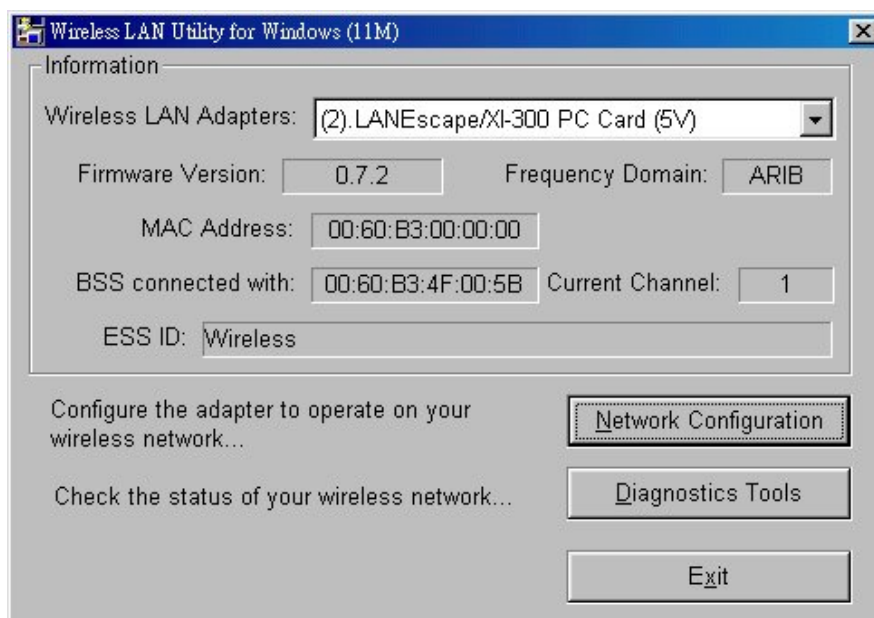 Wireless LAN Utility for Windows (11M)
Information
Wireless LAN Adapters: (2).LANEscape/XI-300 PC Card (5V)
Firmware Version: 0.7.2 Frequency Domain: ARIB
MAC Address: 00:60:B3:00:00:00
BSS connected with: 00:60:B3:4F:00:5B Current Channel: 1
ESS ID: Wireless
Configure the adapter to operate on your
wireless network...
Network Configuration
Check the status of your wireless network...
Diagnostics Tools
Exit